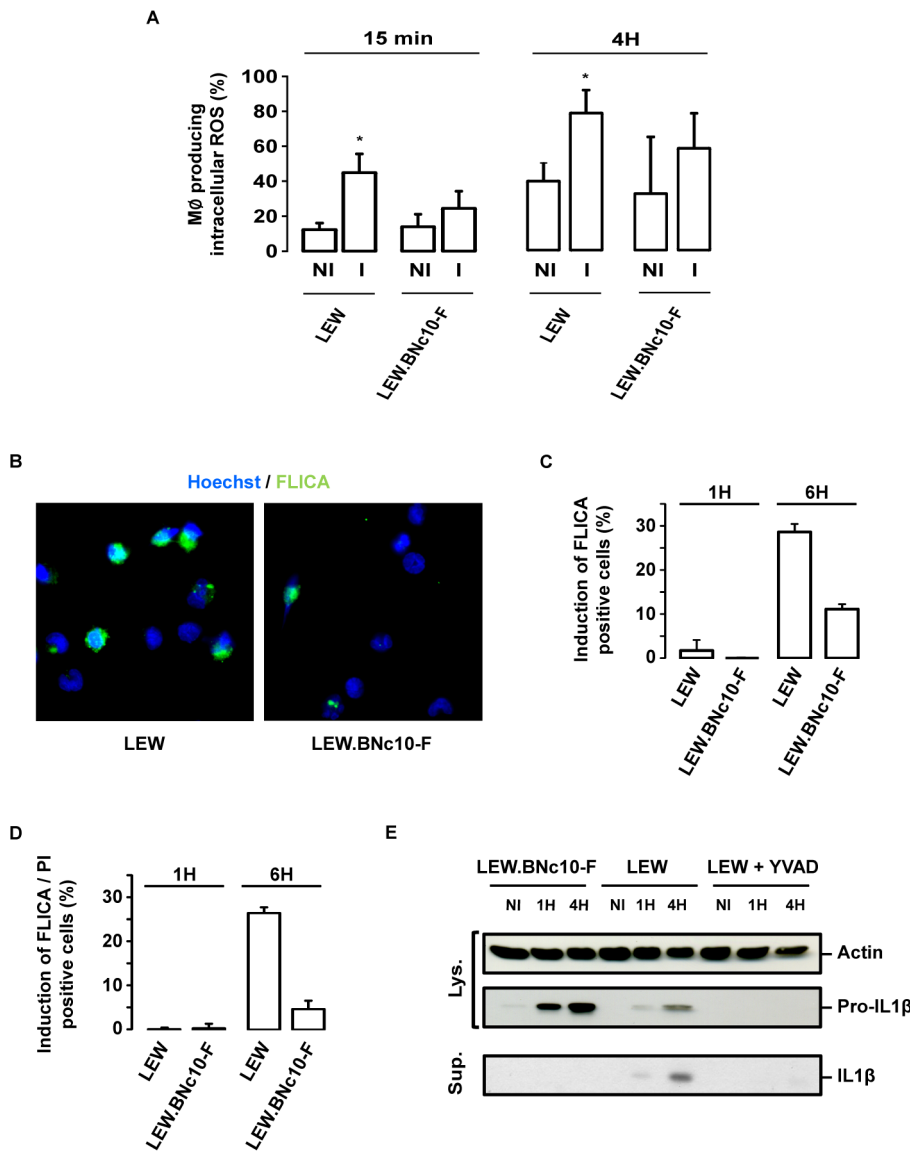 A
15 min 4H
MØ producing
intracellular ROS (%)
100
80
60
40
20
0
* *
NI I NI I NI I NI I
LEW LEW.BNc10-F LEW LEW.BNc10-F
B
Hoechst / FLICA
LEW LEW.BNc10-F
C
1H 6H
Induction of FLICA
positive cells (%)
30
20
10
0
LEW LEW.BNc10-F LEW LEW.BNc10-F
D
1H 6H
Induction of FLICA / PI
positive cells (%)
30
20
10
0
LEW LEW.BNc10-F LEW LEW.BNc10-F
E
LEW.BNc10-F LEW LEW + YVAD
NI 1H 4H NI 1H 4H NI 1H 4H
Lys.
Actin
Pro-IL1β
Sup.
IL1β